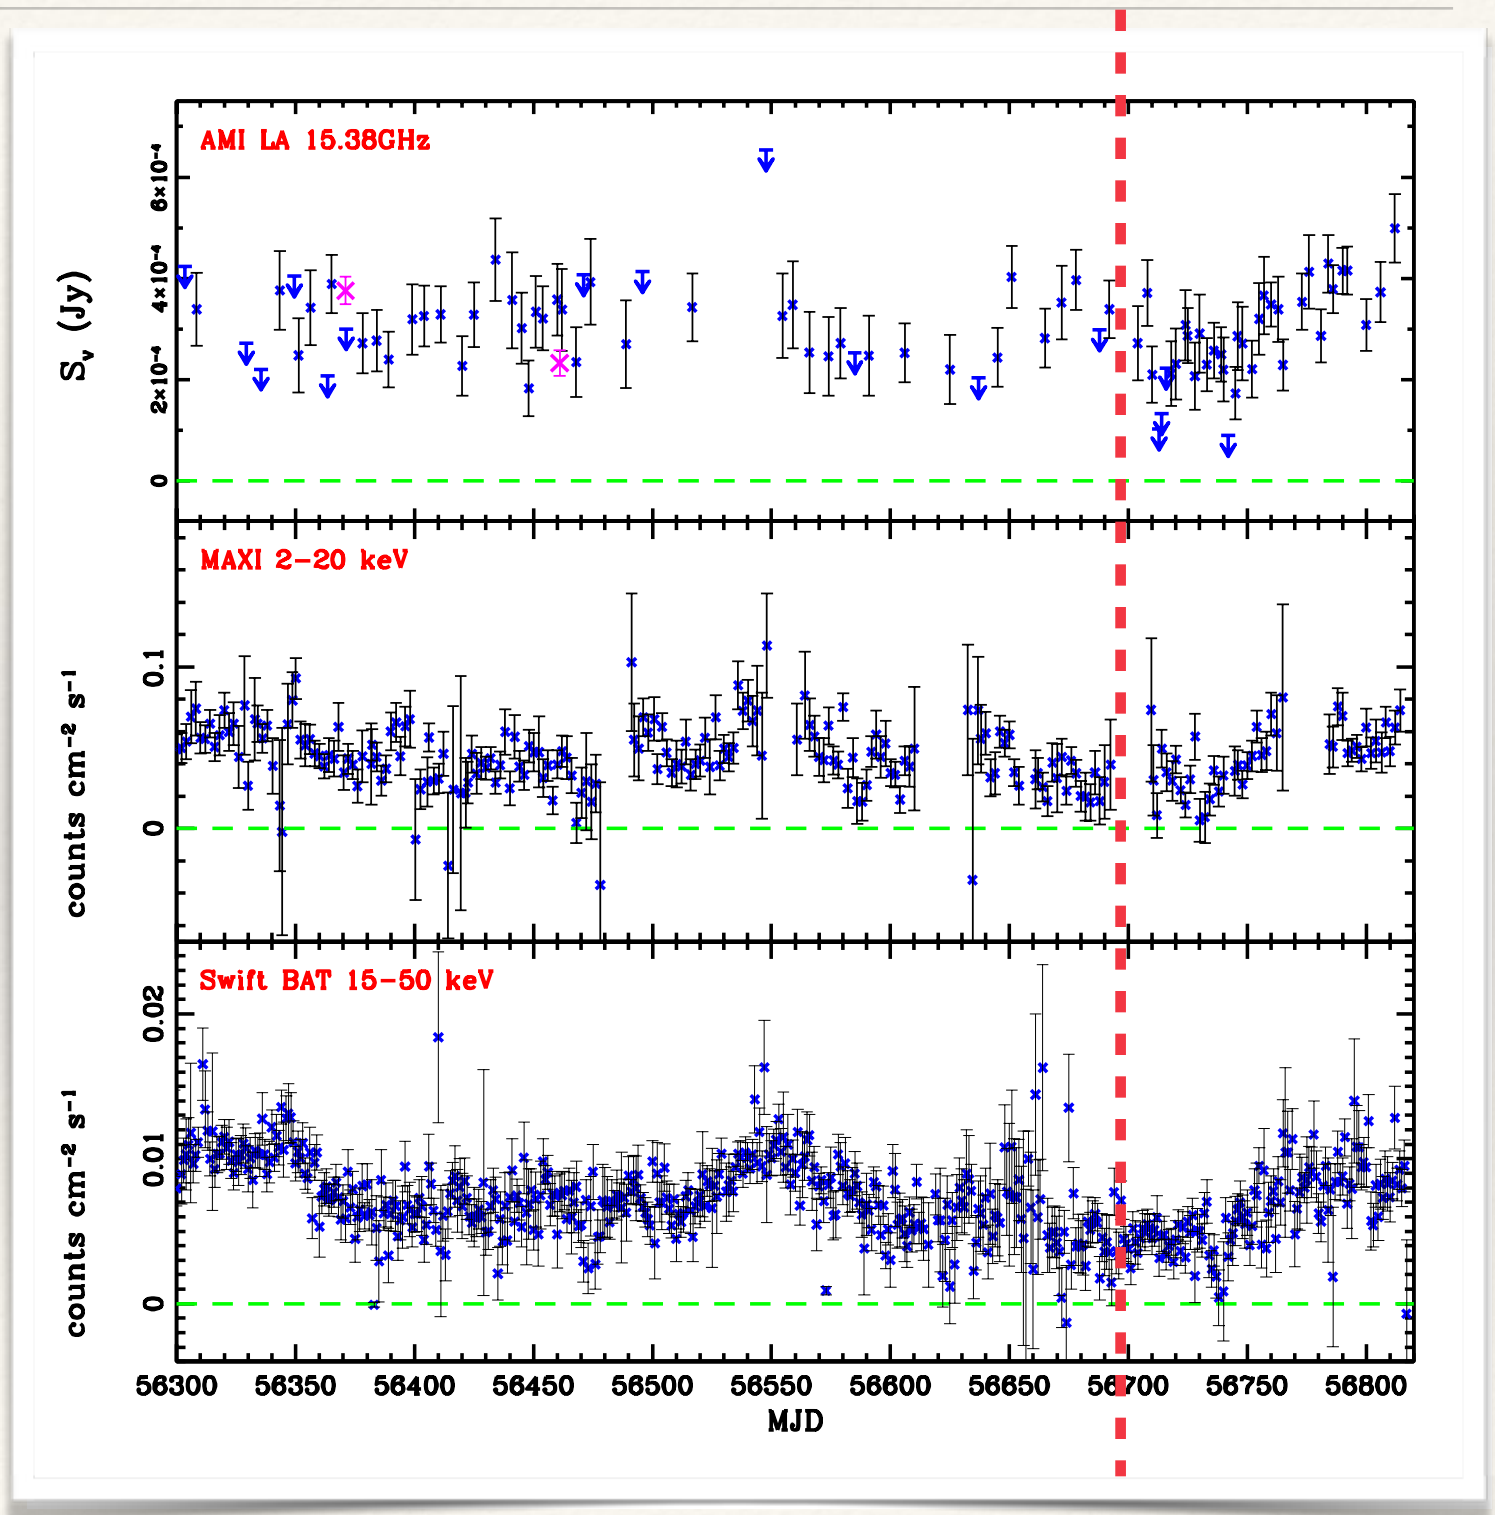 AMI LA 15.38GHz
S_ν (Jy)
6×10⁻⁴
4×10⁻⁴
2×10⁻⁴
0
MAXI 2−20 keV
counts cm⁻² s⁻¹
0.1
0
Swift BAT 15−50 keV
counts cm⁻² s⁻¹
0.02
0.01
0
56300 56350 56400 56450 56500 56550 56600 56650 56700 56750 56800
MJD